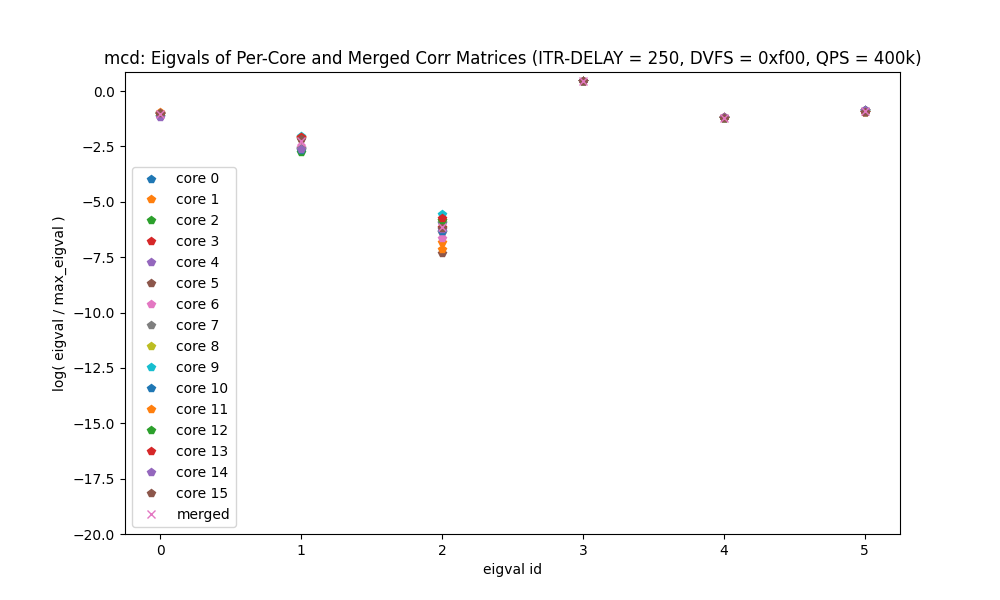 mcd: Eigvals of Per-Core and Merged Corr Matrices (ITR-DELAY = 250, DVFS = 0xf00, QPS = 400k)
log( eigval / max_eigval )
0.0
−2.5
−5.0
−7.5
−10.0
−12.5
−15.0
−17.5
−20.0
core 0
core 1
core 2
core 3
core 4
core 5
core 6
core 7
core 8
core 9
core 10
core 11
core 12
core 13
core 14
core 15
merged
0 1 2 3 4 5
eigval id